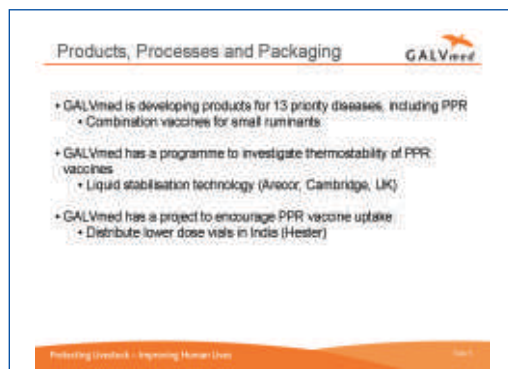 Products, Processes and Packaging
GALVmed
• GALVmed is developing products for 13 priority diseases, including PPR
• Combination vaccines for small ruminants
• GALVmed has a programme to investigate thermostability of PPR
vaccines
• Liquid stabilisation technology (Arecor, Cambridge, UK)
• GALVmed has a project to encourage PPR vaccine uptake
• Distribute lower dose vials in India (Hester)
Protecting Livestock – Improving Human Lives